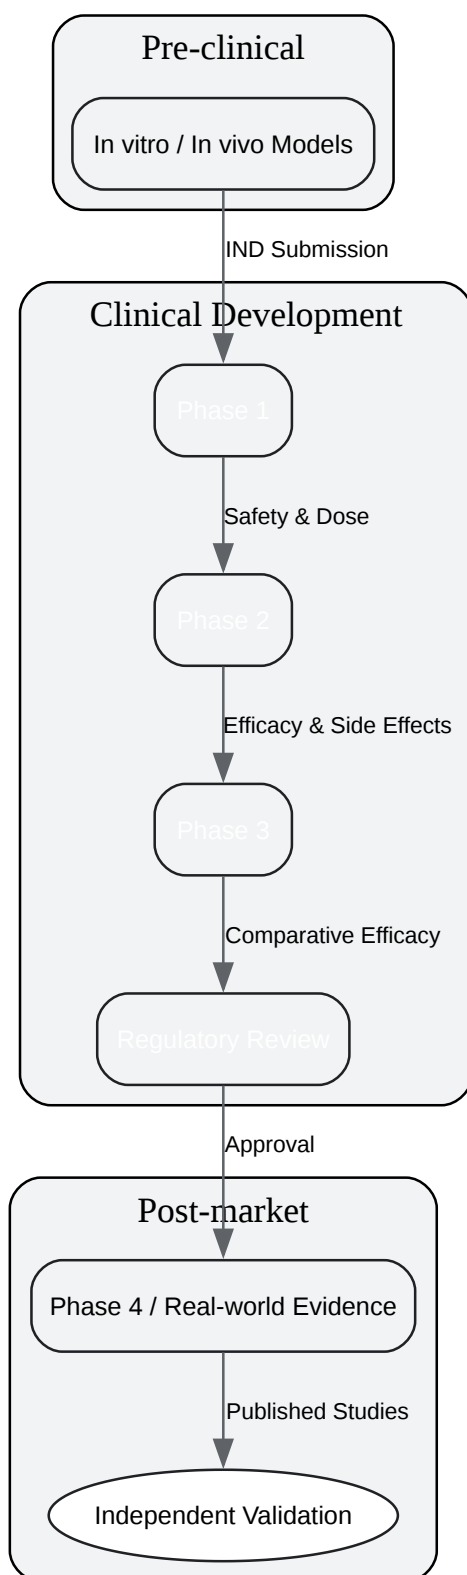 Pre-clinical
In vitro / In vivo Models
IND Submission
Clinical Development
Phase 1
Safety & Dose
Phase 2
Efficacy & Side Effects
Phase 3
Comparative Efficacy
Regulatory Review
Approval
Post-market
Phase 4 / Real-world Evidence
Published Studies
Independent Validation